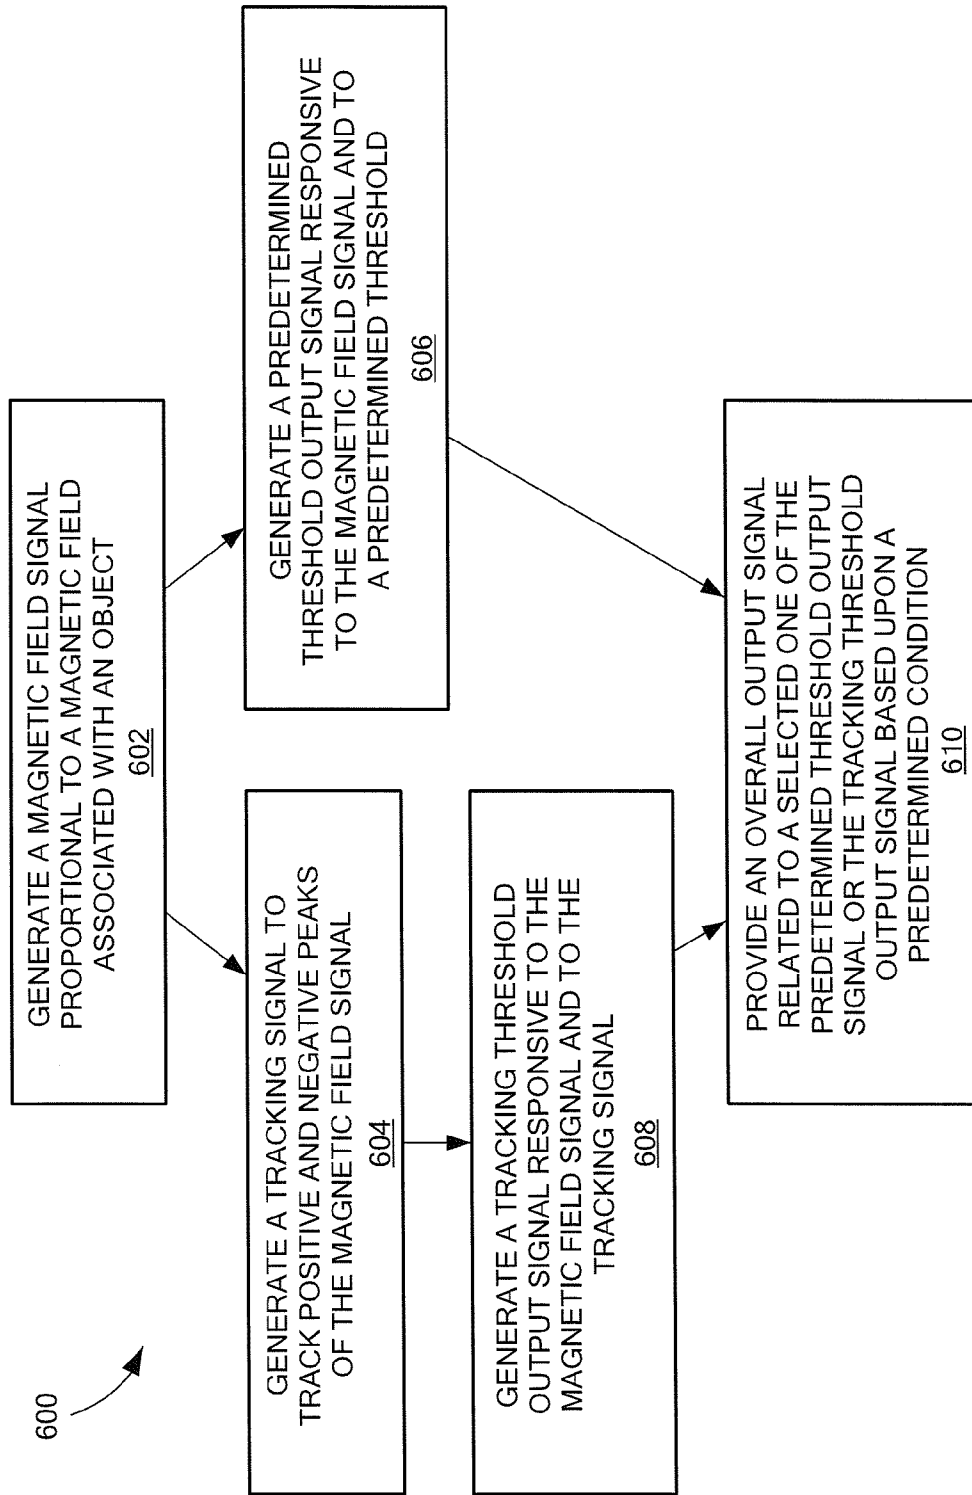 600
GENERATE A MAGNETIC FIELD SIGNAL
PROPORTIONAL TO A MAGNETIC FIELD
ASSOCIATED WITH AN OBJECT
602
GENERATE A TRACKING SIGNAL TO
TRACK POSITIVE AND NEGATIVE PEAKS
OF THE MAGNETIC FIELD SIGNAL
604
GENERATE A PREDETERMINED
THRESHOLD OUTPUT SIGNAL RESPONSIVE
TO THE MAGNETIC FIELD SIGNAL AND TO
A PREDETERMINED THRESHOLD
606
GENERATE A TRACKING THRESHOLD
OUTPUT SIGNAL RESPONSIVE TO THE
MAGNETIC FIELD SIGNAL AND TO THE
TRACKING SIGNAL
608
PROVIDE AN OVERALL OUTPUT SIGNAL
RELATED TO A SELECTED ONE OF THE
PREDETERMINED THRESHOLD OUTPUT
SIGNAL OR THE TRACKING THRESHOLD
OUTPUT SIGNAL BASED UPON A
PREDETERMINED CONDITION
610